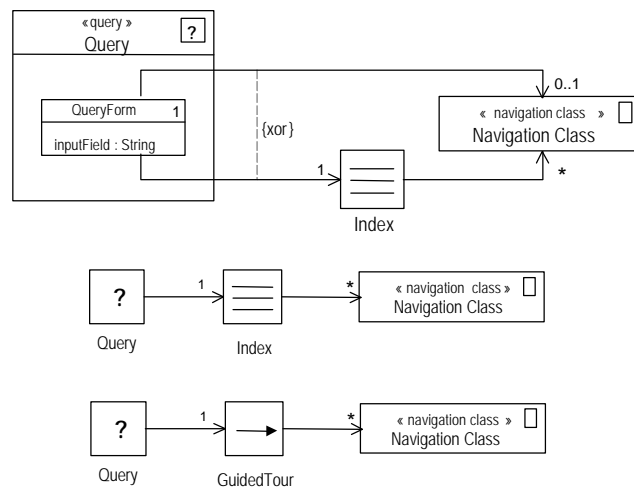 « query »
Query
?
QueryForm 1
inputField : String
{xor}
0..1
« navigation class »
Navigation Class
1
*
Index
?
1
*
« navigation class »
Navigation Class
Query
Index
?
1
*
« navigation class »
Navigation Class
Query
GuidedTour